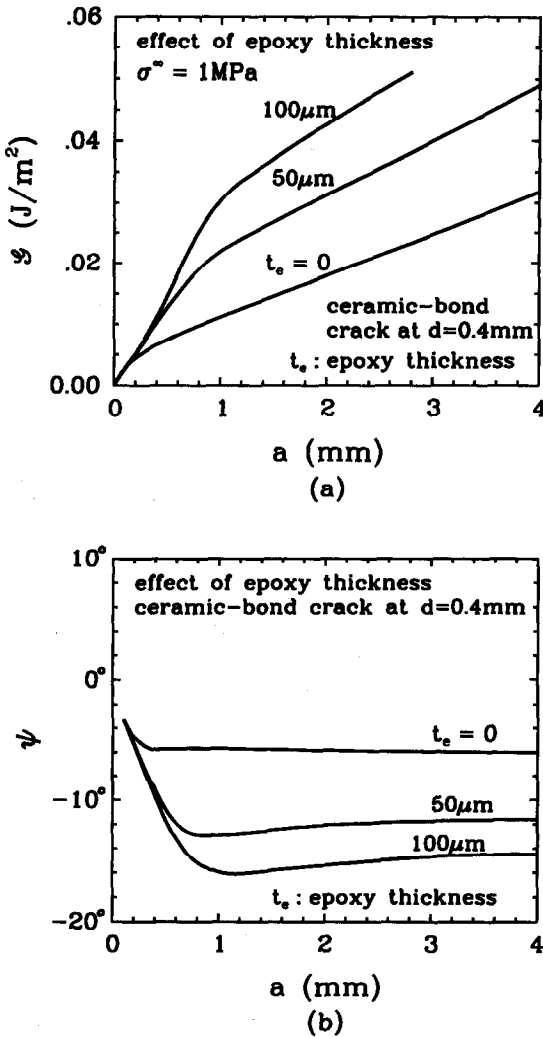 .06
effect of epoxy thickness
σ^∞ = 1MPa
100μm
.04
50μm
𝒢 (J/m²)
t_e = 0
.02
ceramic-bond
crack at d=0.4mm
t_e : epoxy thickness
0.00
0 1 2 3 4
a (mm)
(a)
10°
effect of epoxy thickness
ceramic-bond crack at d=0.4mm
0°
t_e = 0
ψ
-10°
50μm
100μm
t_e : epoxy thickness
-20°
0 1 2 3 4
a (mm)
(b)